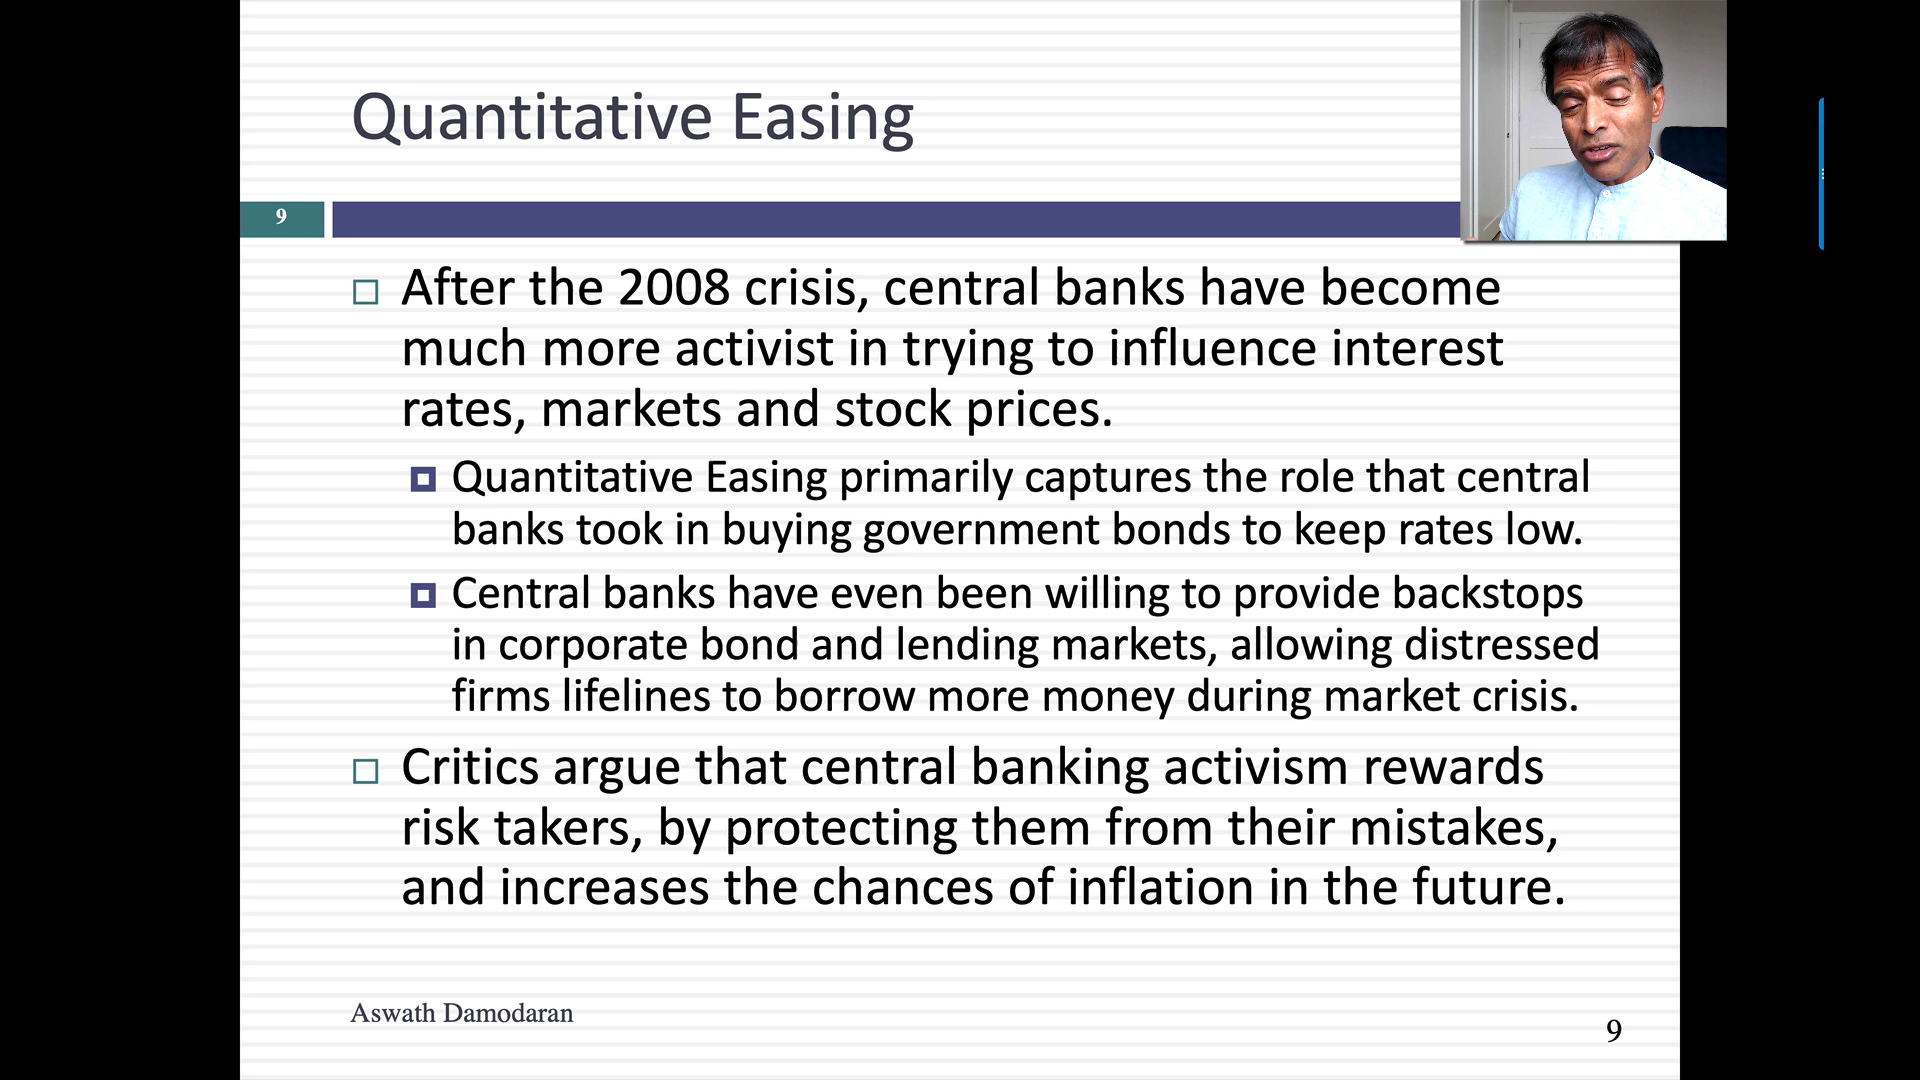 Quantitative Easing
9
After the 2008 crisis, central banks have become
much more activist in trying to influence interest
rates, markets and stock prices.
Quantitative Easing primarily captures the role that central
banks took in buying government bonds to keep rates low.
Central banks have even been willing to provide backstops
in corporate bond and lending markets, allowing distressed
firms lifelines to borrow more money during market crisis.
Critics argue that central banking activism rewards
risk takers, by protecting them from their mistakes,
and increases the chances of inflation in the future.
Aswath Damodaran
9